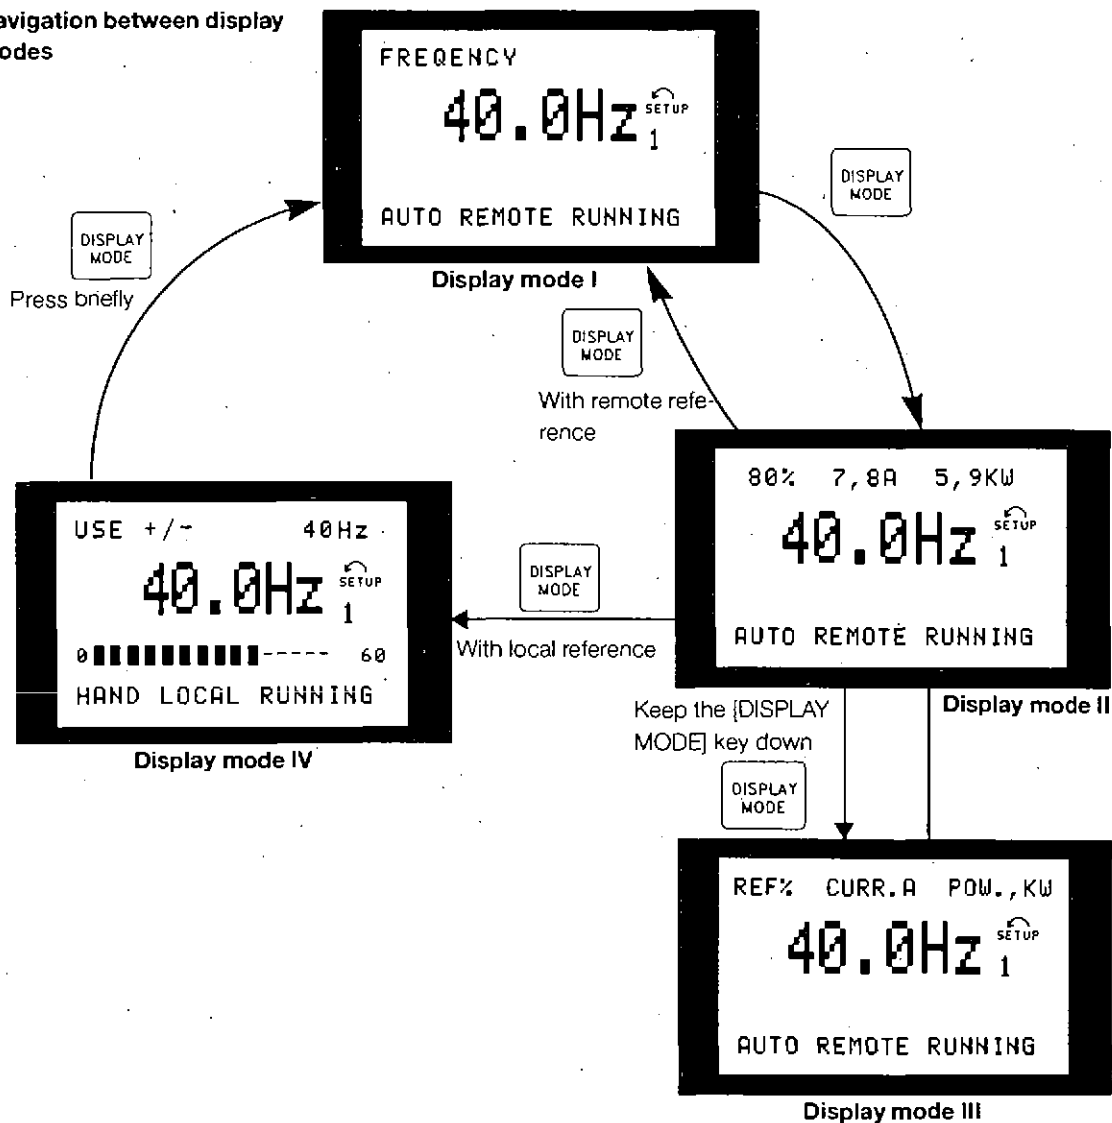 avigation between display
odes
FREQENCY
40.0Hz
SETUP
1
AUTO REMOTE RUNNING
Display mode I
DISPLAY
MODE
DISPLAY
MODE
Press briefly
DISPLAY
MODE
With remote refe-
rence
80% 7,8A 5,9KW
40.0Hz
SETUP
1
AUTO REMOTE RUNNING
Display mode II
USE +/- 40Hz
40.0Hz
SETUP
1
0 ----- 60
HAND LOCAL RUNNING
Display mode IV
DISPLAY
MODE
With local reference
Keep the [DISPLAY
MODE] key down
DISPLAY
MODE
REF% CURR.A POW.,KW
40.0Hz
SETUP
1
AUTO REMOTE RUNNING
Display mode III